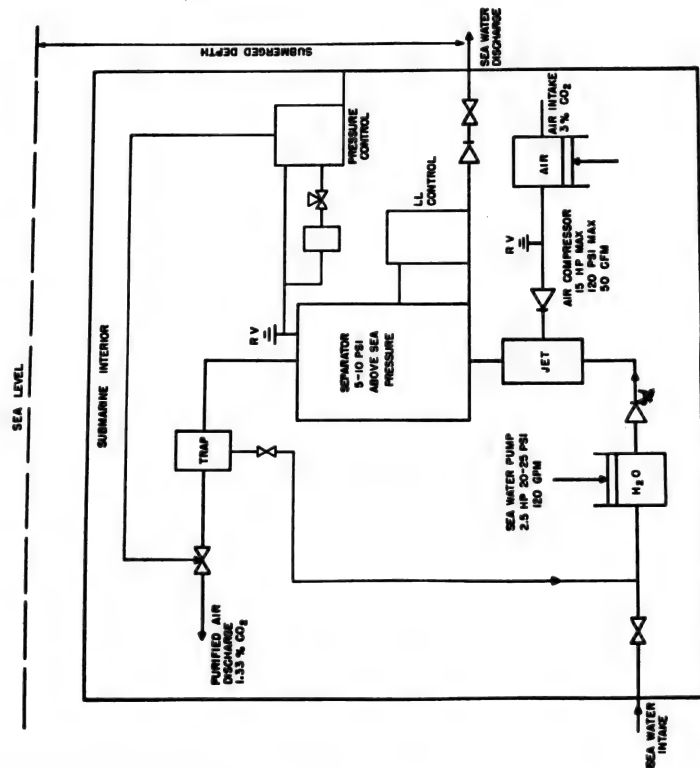 SEA LEVEL
SUBMERGED DEPTH
SUBMARINE INTERIOR
PRESSURE
CONTROL
RV
TRAP
PURIFIED AIR
DISCHARGE
1.33 % CO2
SEPARATOR
5-10 PSI
ABOVE SEA
PRESSURE
LL
CONTROL
SEA WATER
DISCHARGE
AIR INTAKE
3% CO2
AIR
RV
AIR COMPRESSOR
15 HP MAX
120 PSI MAX
50 CFM
JET
SEA WATER PUMP
2.5 HP 20-25 PSI
120 GPM
H2O
SEA WATER
INTAKE